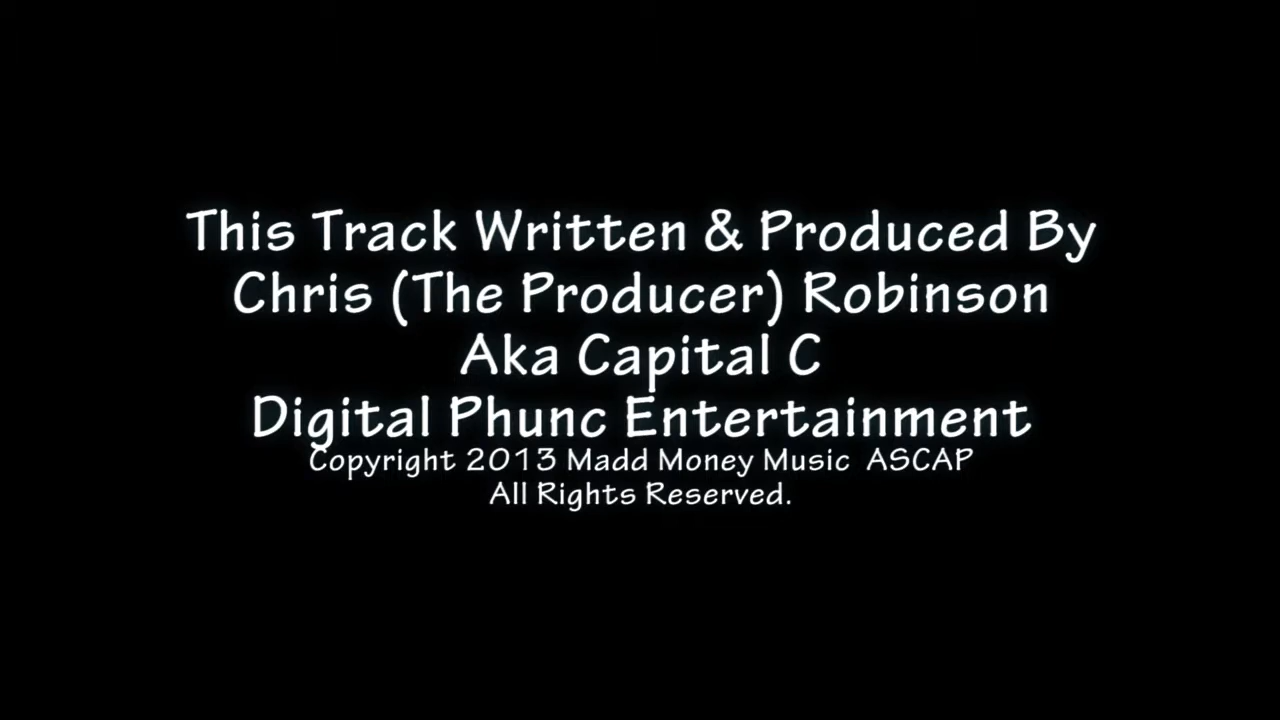 This Track Written & Produced By
Chris (The Producer) Robinson
Aka Capital C
Digital Phunc Entertainment
Copyright 2013 Madd Money Music  ASCAP
All Rights Reserved.